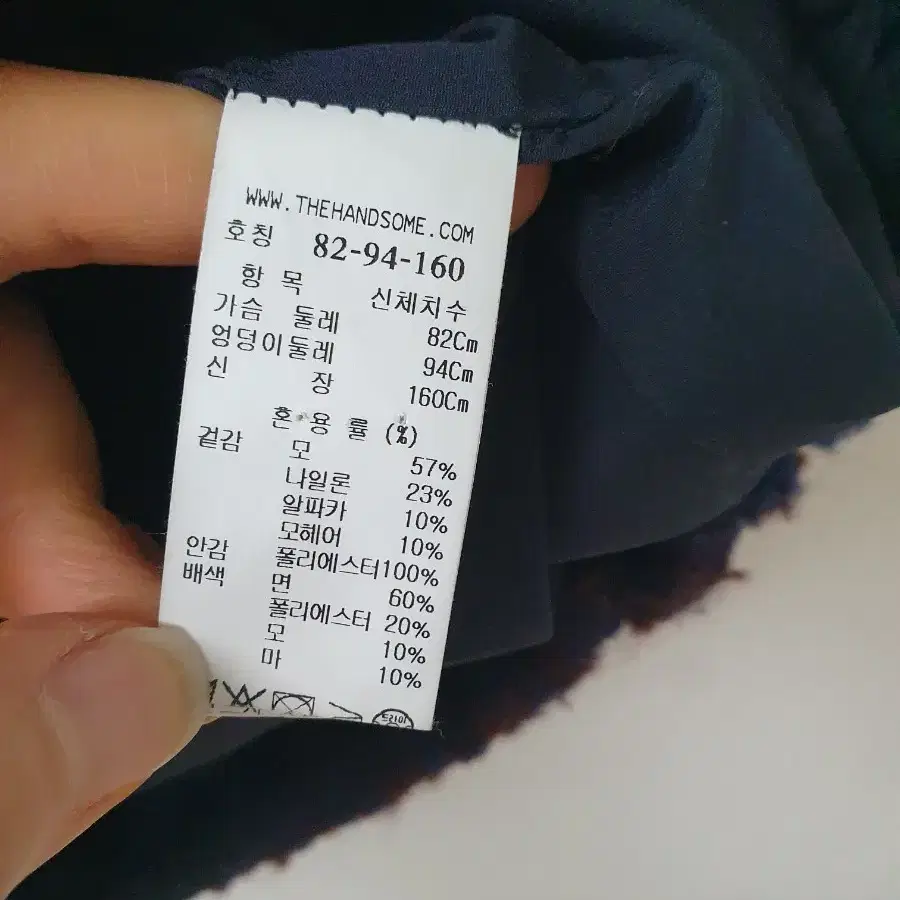 WWW.THEHANDSOME.COM
호칭 82-94-160
항 목 신체치수
가슴 둘레 82Cm
엉덩이둘레 94Cm
신 장 160Cm
혼 용 률 (%)
겉감 모 57%
나일론 23%
알파카 10%
모헤어 10%
안감 폴리에스터100%
배색 면 60%
폴리에스터 20%
모 10%
마 10%
드라이